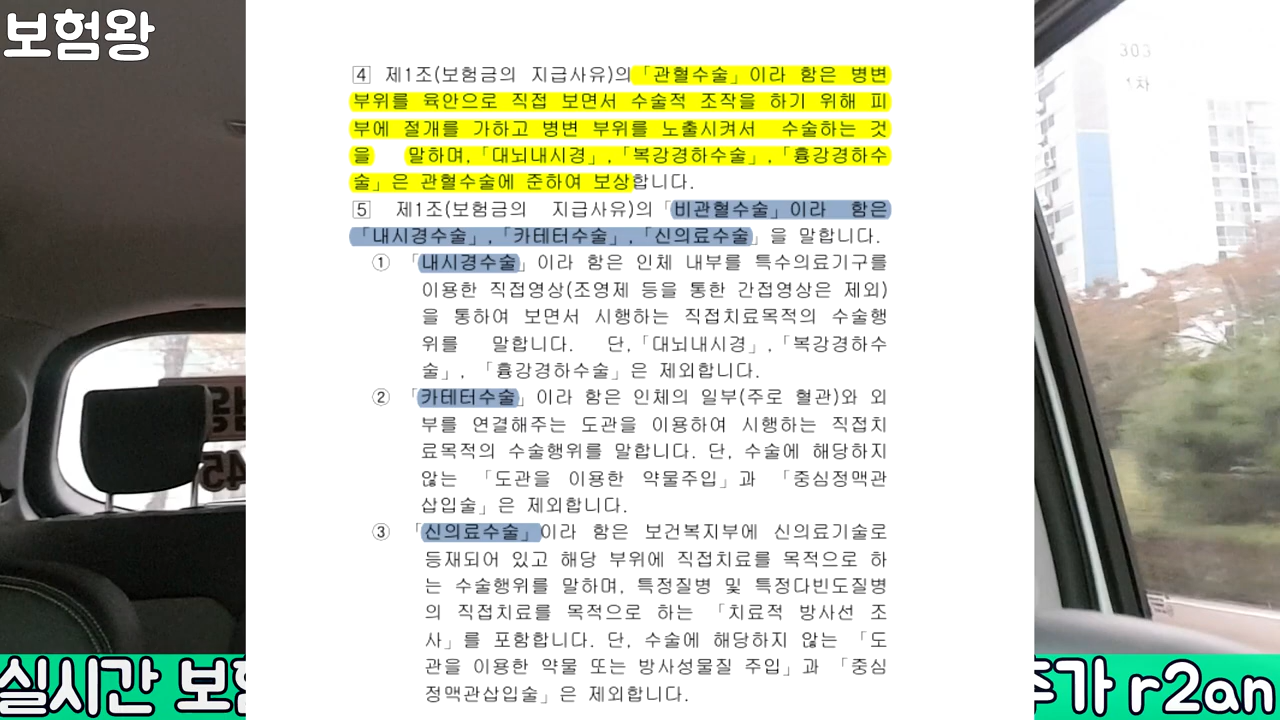 보험왕
303
4 제1조(보험금의 지급사유)의「관혈수술」이라 함은 병변
부위를 육안으로 직접 보면서 수술적 조작을 하기 위해 피
부에 절개를 가하고 병변 부위를 노출시켜서 수술하는 것
을 말하며,「대뇌내시경」,「복강경하수술」,「흉강경하수
술」은 관혈수술에 준하여 보상합니다.
5 제1조(보험금의 지급사유)의「비관혈수술」이라 함은
「내시경수술」,「카테터수술」,「신의료수술」을 말합니다.
① 「내시경수술」이라 함은 인체 내부를 특수의료기구를
이용한 직접영상(조영제 등을 통한 간접영상은 제외)
을 통하여 보면서 시행하는 직접치료목적의 수술행
위를 말합니다. 단,「대뇌내시경」,「복강경하수
술」, 「흉강경하수술」은 제외합니다.
② 「카테터수술」이라 함은 인체의 일부(주로 혈관)와 외
부를 연결해주는 도관을 이용하여 시행하는 직접치
료목적의 수술행위를 말합니다. 단, 수술에 해당하지
않는 「도관을 이용한 약물주입」과 「중심정맥관
삽입술」은 제외합니다.
③ 「신의료수술」이라 함은 보건복지부에 신의료기술로
등재되어 있고 해당 부위에 직접치료를 목적으로 하
는 수술행위를 말하며, 특정질병 및 특정다빈도질병
의 직접치료를 목적으로 하는 「치료적 방사선 조
사」를 포함합니다. 단, 수술에 해당하지 않는 「도
관을 이용한 약물 또는 방사성물질 주입」과 「중심
정맥관삽입술」은 제외합니다.
실시간 보험
추가 r2an